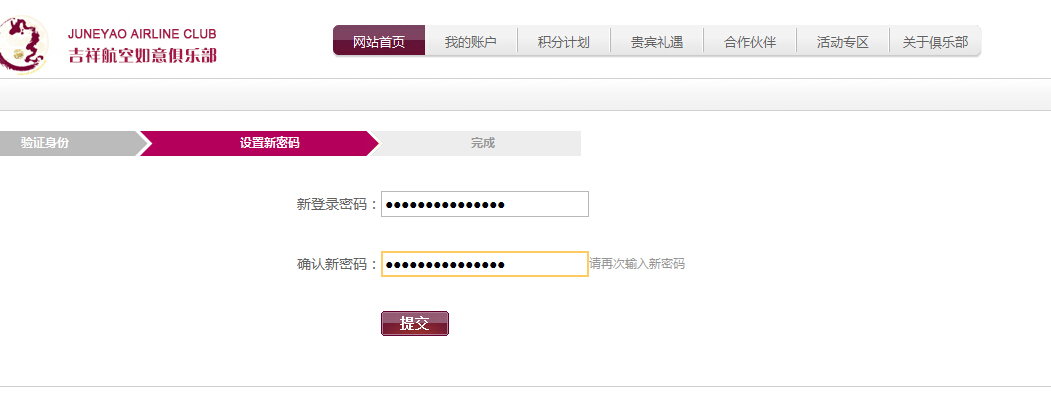 JUNEYAO AIRLINE CLUB
吉祥航空如意俱乐部
网站首页 我的账户 积分计划 贵宾礼遇 合作伙伴 活动专区 关于俱乐部
验证身份 设置新密码 完成
新登录密码：●●●●●●●●●●●●●●●
确认新密码：●●●●●●●●●●●●●●● 请再次输入新密码
提交